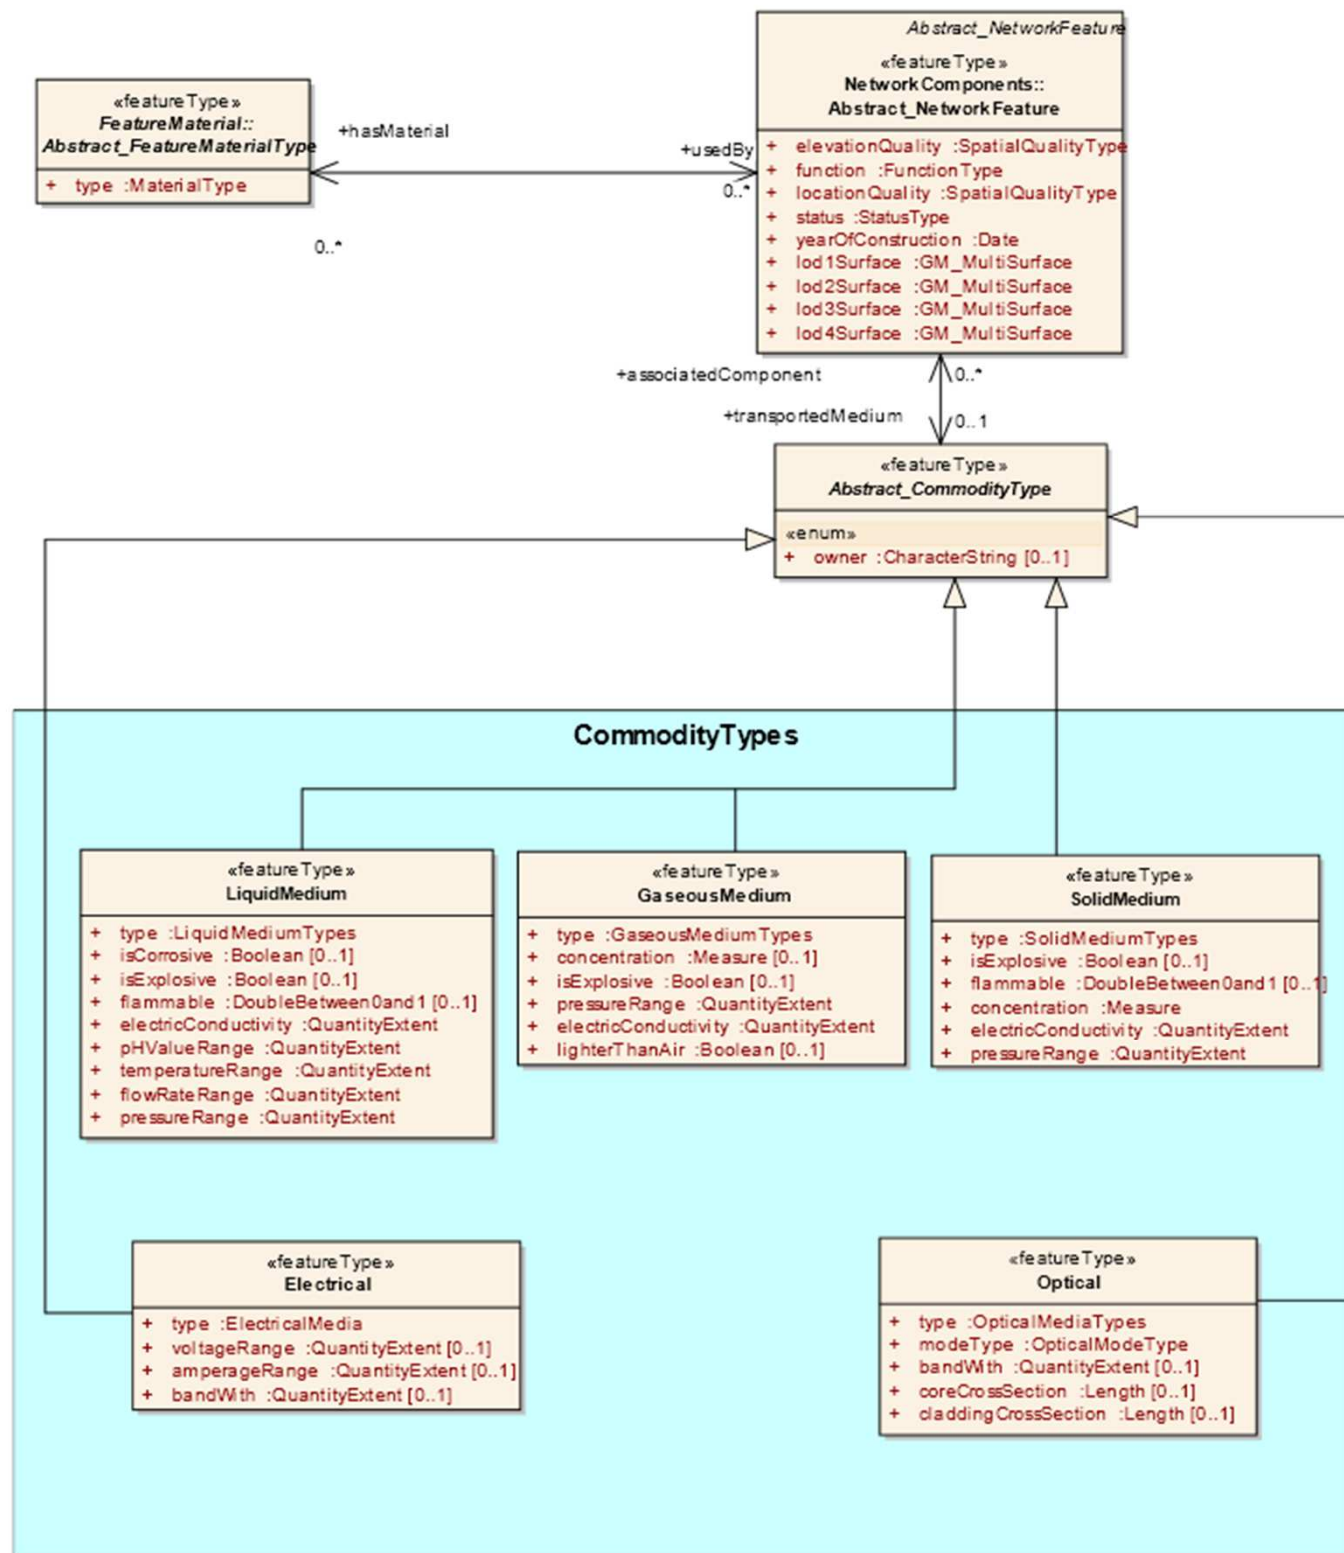 Abstract_NetworkFeature
«featureType»
NetworkComponents::
Abstract_NetworkFeature
+ elevationQuality :SpatialQualityType
+ function :FunctionType
+ locationQuality :SpatialQualityType
+ status :StatusType
+ yearOfConstruction :Date
+ lod1Surface :GM_MultiSurface
+ lod2Surface :GM_MultiSurface
+ lod3Surface :GM_MultiSurface
+ lod4Surface :GM_MultiSurface
«featureType»
FeatureMaterial::
Abstract_FeatureMaterialType
+ type :MaterialType
+hasMaterial
0..*
+usedBy
0..*
+associatedComponent
0..*
+transportedMedium
0..1
«featureType»
Abstract_CommodityType
«enum»
+ owner :CharacterString [0..1]
CommodityTypes
«featureType»
LiquidMedium
+ type :LiquidMediumTypes
+ isCorrosive :Boolean [0..1]
+ isExplosive :Boolean [0..1]
+ flammable :DoubleBetween0and1 [0..1]
+ electricConductivity :QuantityExtent
+ pHValueRange :QuantityExtent
+ temperatureRange :QuantityExtent
+ flowRateRange :QuantityExtent
+ pressureRange :QuantityExtent
«featureType»
GaseousMedium
+ type :GaseousMediumTypes
+ concentration :Measure [0..1]
+ isExplosive :Boolean [0..1]
+ pressureRange :QuantityExtent
+ electricConductivity :QuantityExtent
+ lighterThanAir :Boolean [0..1]
«featureType»
SolidMedium
+ type :SolidMediumTypes
+ isExplosive :Boolean [0..1]
+ flammable :DoubleBetween0and1 [0..1]
+ concentration :Measure
+ electricConductivity :QuantityExtent
+ pressureRange :QuantityExtent
«featureType»
Electrical
+ type :ElectricalMedia
+ voltageRange :QuantityExtent [0..1]
+ amperageRange :QuantityExtent [0..1]
+ bandWith :QuantityExtent [0..1]
«featureType»
Optical
+ type :OpticalMediaTypes
+ modeType :OpticalModeType
+ bandWith :QuantityExtent [0..1]
+ coreCrossSection :Length [0..1]
+ claddingCrossSection :Length [0..1]